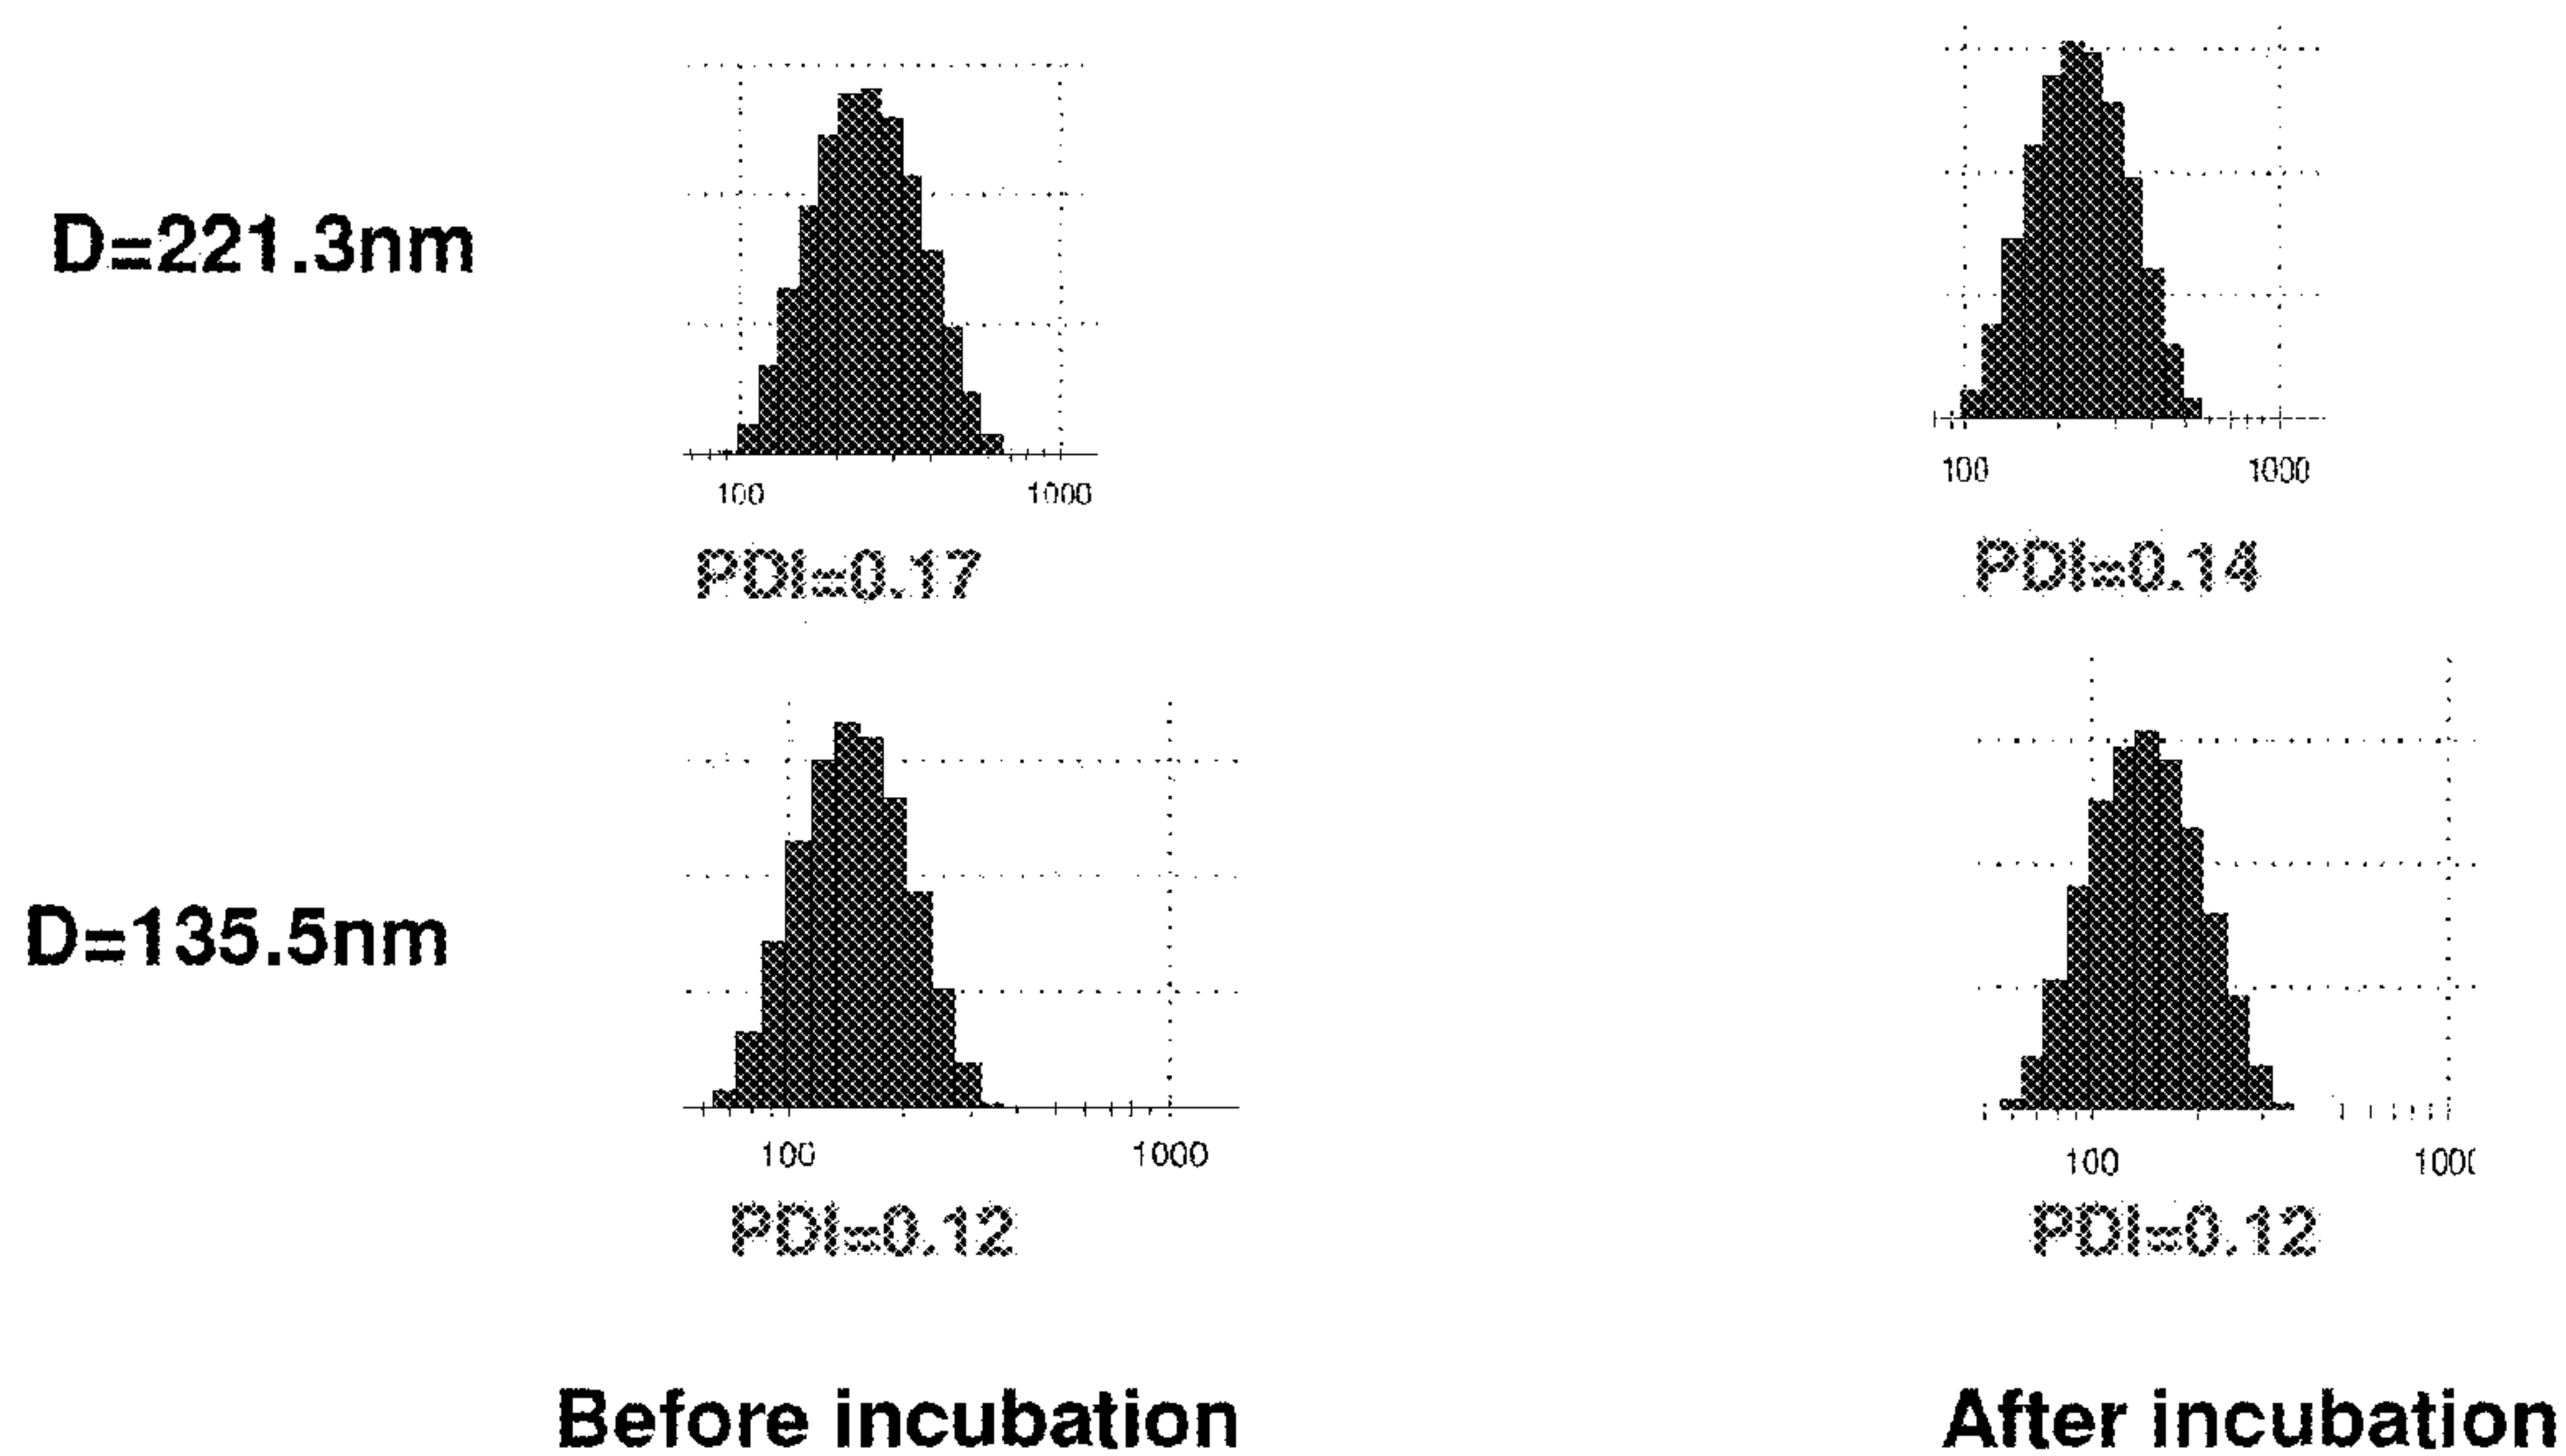 D=221.3nm
100 1000
100 1000
PDI=0.17
PDI=0.14
D=135.5nm
100 1000
100 100
PDI=0.12
PDI=0.12
Before incubation
After incubation